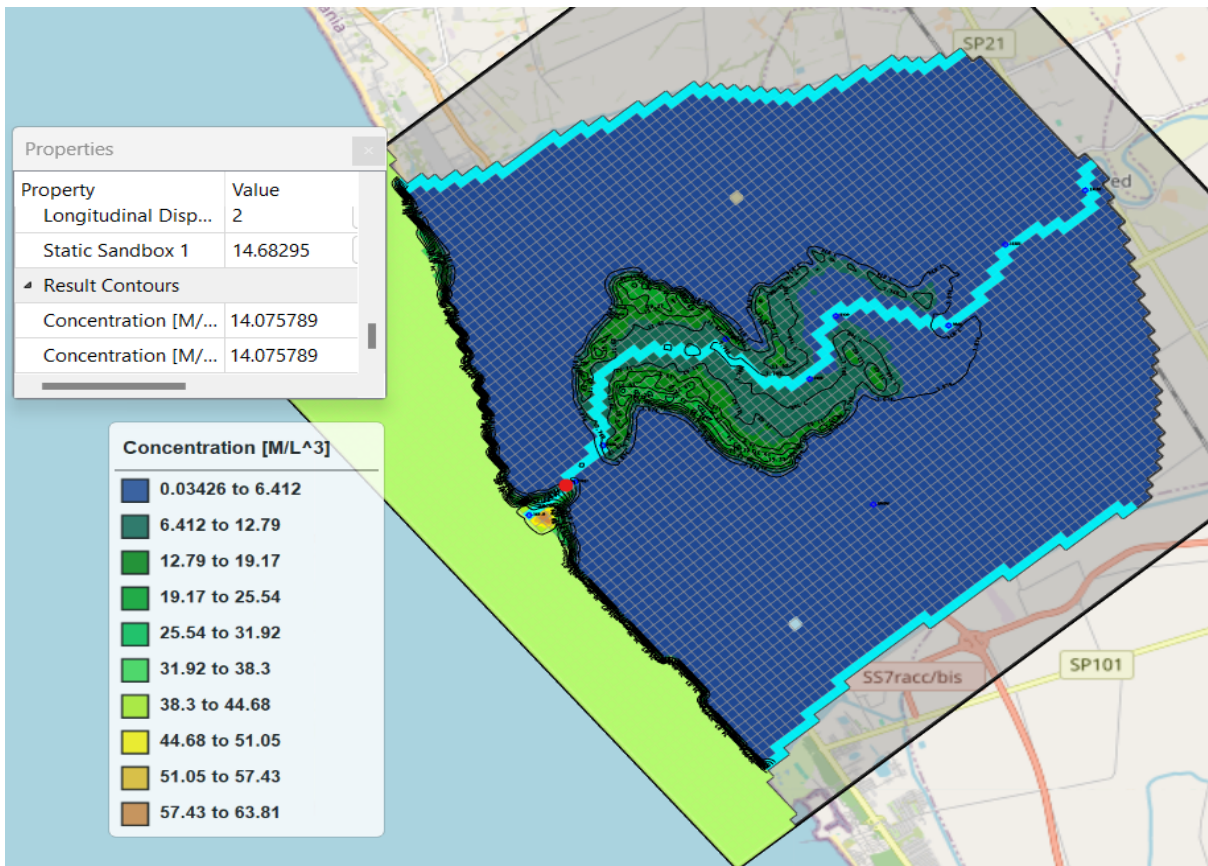 SP21
Properties
×
Property Value
Longitudinal Disp... 2
Static Sandbox 1 14.68295
Result Contours
Concentration [M/... 14.075789
Concentration [M/... 14.075789
ed
Concentration [M/L^3]
0.03426 to 6.412
6.412 to 12.79
12.79 to 19.17
19.17 to 25.54
25.54 to 31.92
31.92 to 38.3
38.3 to 44.68
44.68 to 51.05
51.05 to 57.43
57.43 to 63.81
SP101
SS7racc/bis